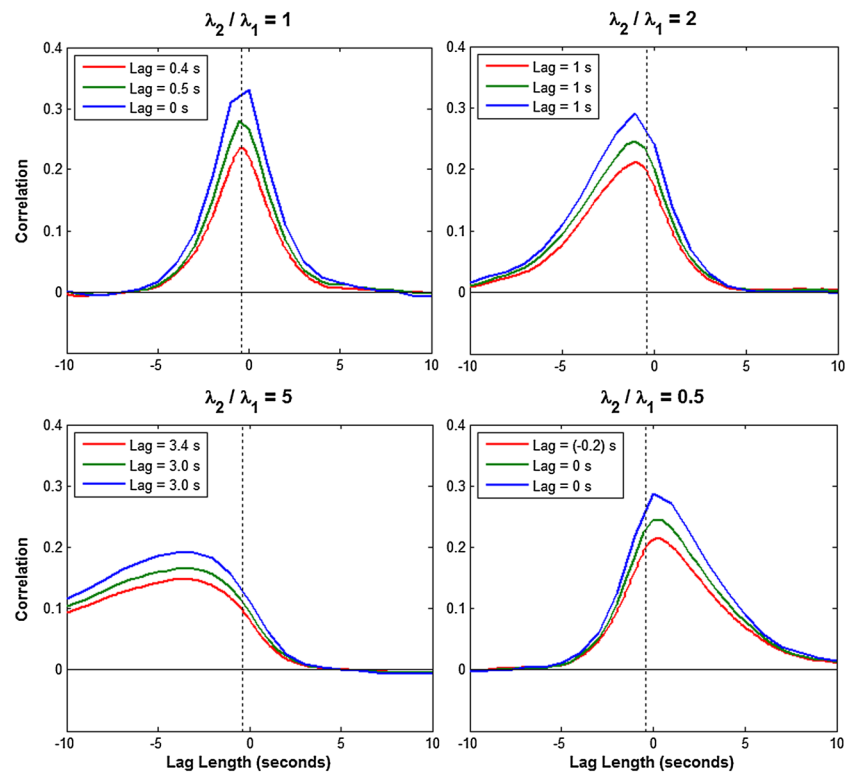 λ2 / λ1 = 1
0.4
0.3
0.2
0.1
0
Correlation
Lag = 0.4 s
Lag = 0.5 s
Lag = 0 s
-10
-5
0
5
10
λ2 / λ1 = 2
0.4
0.3
0.2
0.1
0
Lag = 1 s
Lag = 1 s
Lag = 1 s
-10
-5
0
5
10
λ2 / λ1 = 5
0.4
0.3
0.2
0.1
0
Correlation
Lag = 3.4 s
Lag = 3.0 s
Lag = 3.0 s
-10
-5
0
5
10
Lag Length (seconds)
λ2 / λ1 = 0.5
0.4
0.3
0.2
0.1
0
Lag = (-0.2) s
Lag = 0 s
Lag = 0 s
-10
-5
0
5
10
Lag Length (seconds)